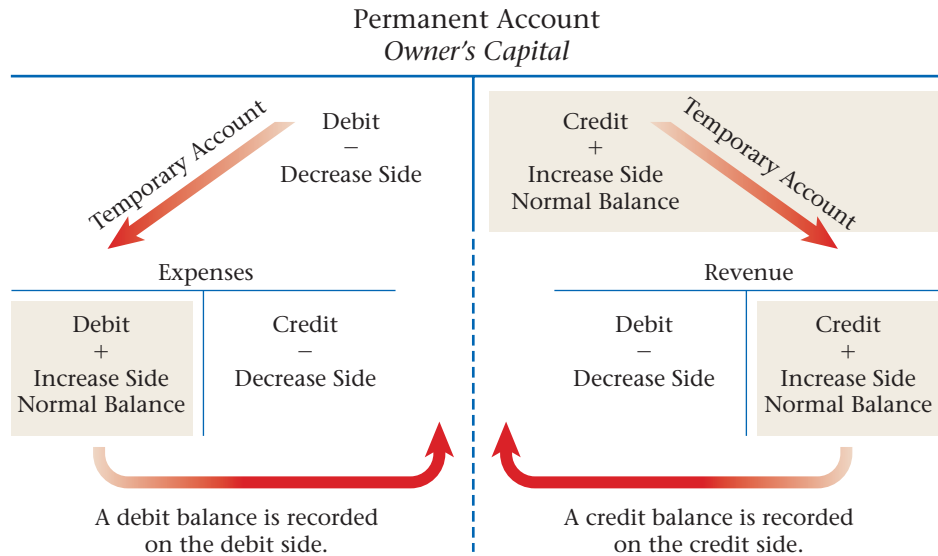 Permanent Account
Owner's Capital
Temporary Account
Debit
−
Decrease Side
Credit
+
Increase Side
Normal Balance
Temporary Account
Expenses
Debit
+
Increase Side
Normal Balance
Credit
−
Decrease Side
Revenue
Debit
−
Decrease Side
Credit
+
Increase Side
Normal Balance
A debit balance is recorded
on the debit side.
A credit balance is recorded
on the credit side.